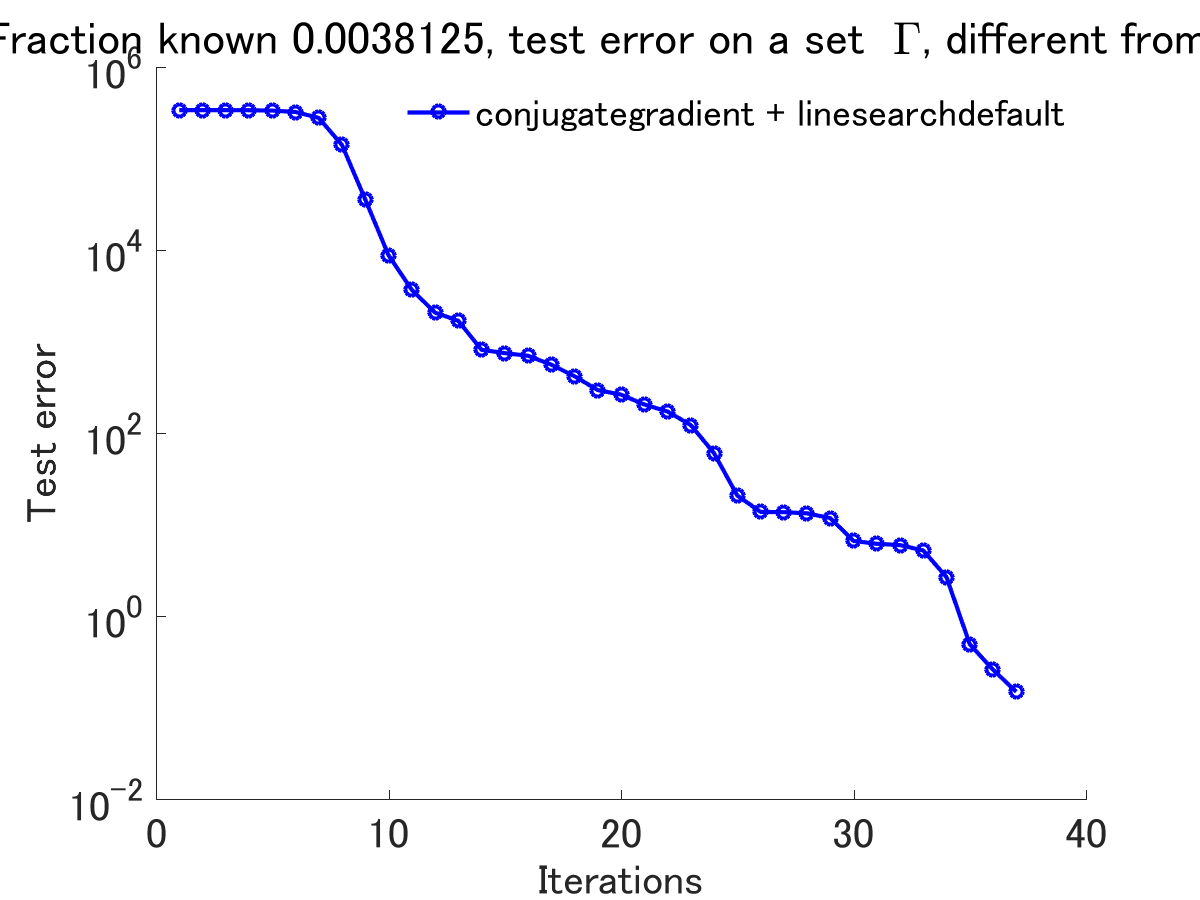 Fraction known 0.0038125, test error on a set Γ, different from
10^6
conjugategradient + linesearchdefault
10^4
10^2
10^0
10^−2
Test error
0 10 20 30 40
Iterations